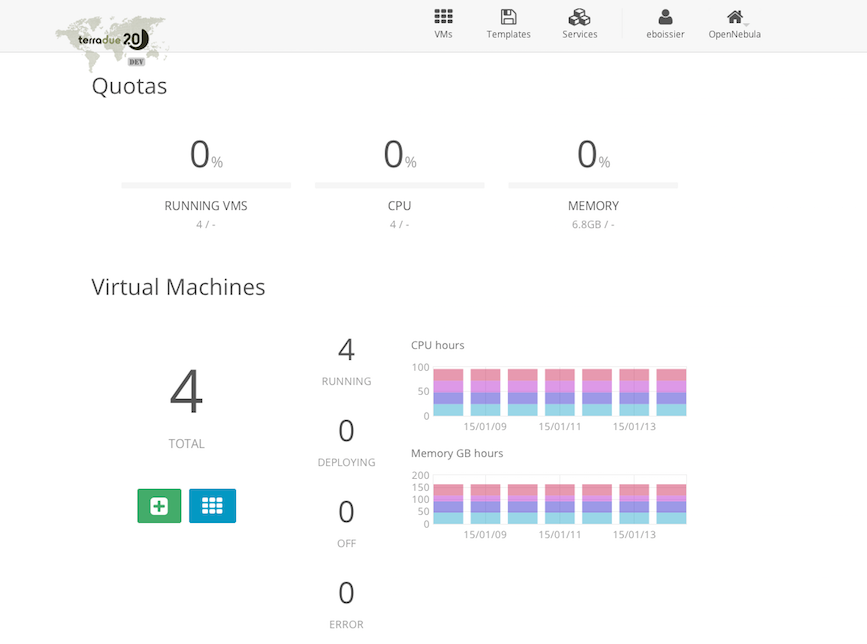 terradue 2.0
DEV
VMs
Templates
Services
eboissier
OpenNebula
Quotas
0%
RUNNING VMS
4 / -
0%
CPU
4 / -
0%
MEMORY
6.8GB / -
Virtual Machines
4
TOTAL
4
RUNNING
0
DEPLOYING
0
OFF
0
ERROR
CPU hours
100
50
0
15/01/09 15/01/11 15/01/13
Memory GB hours
200
150
100
50
0
15/01/09 15/01/11 15/01/13